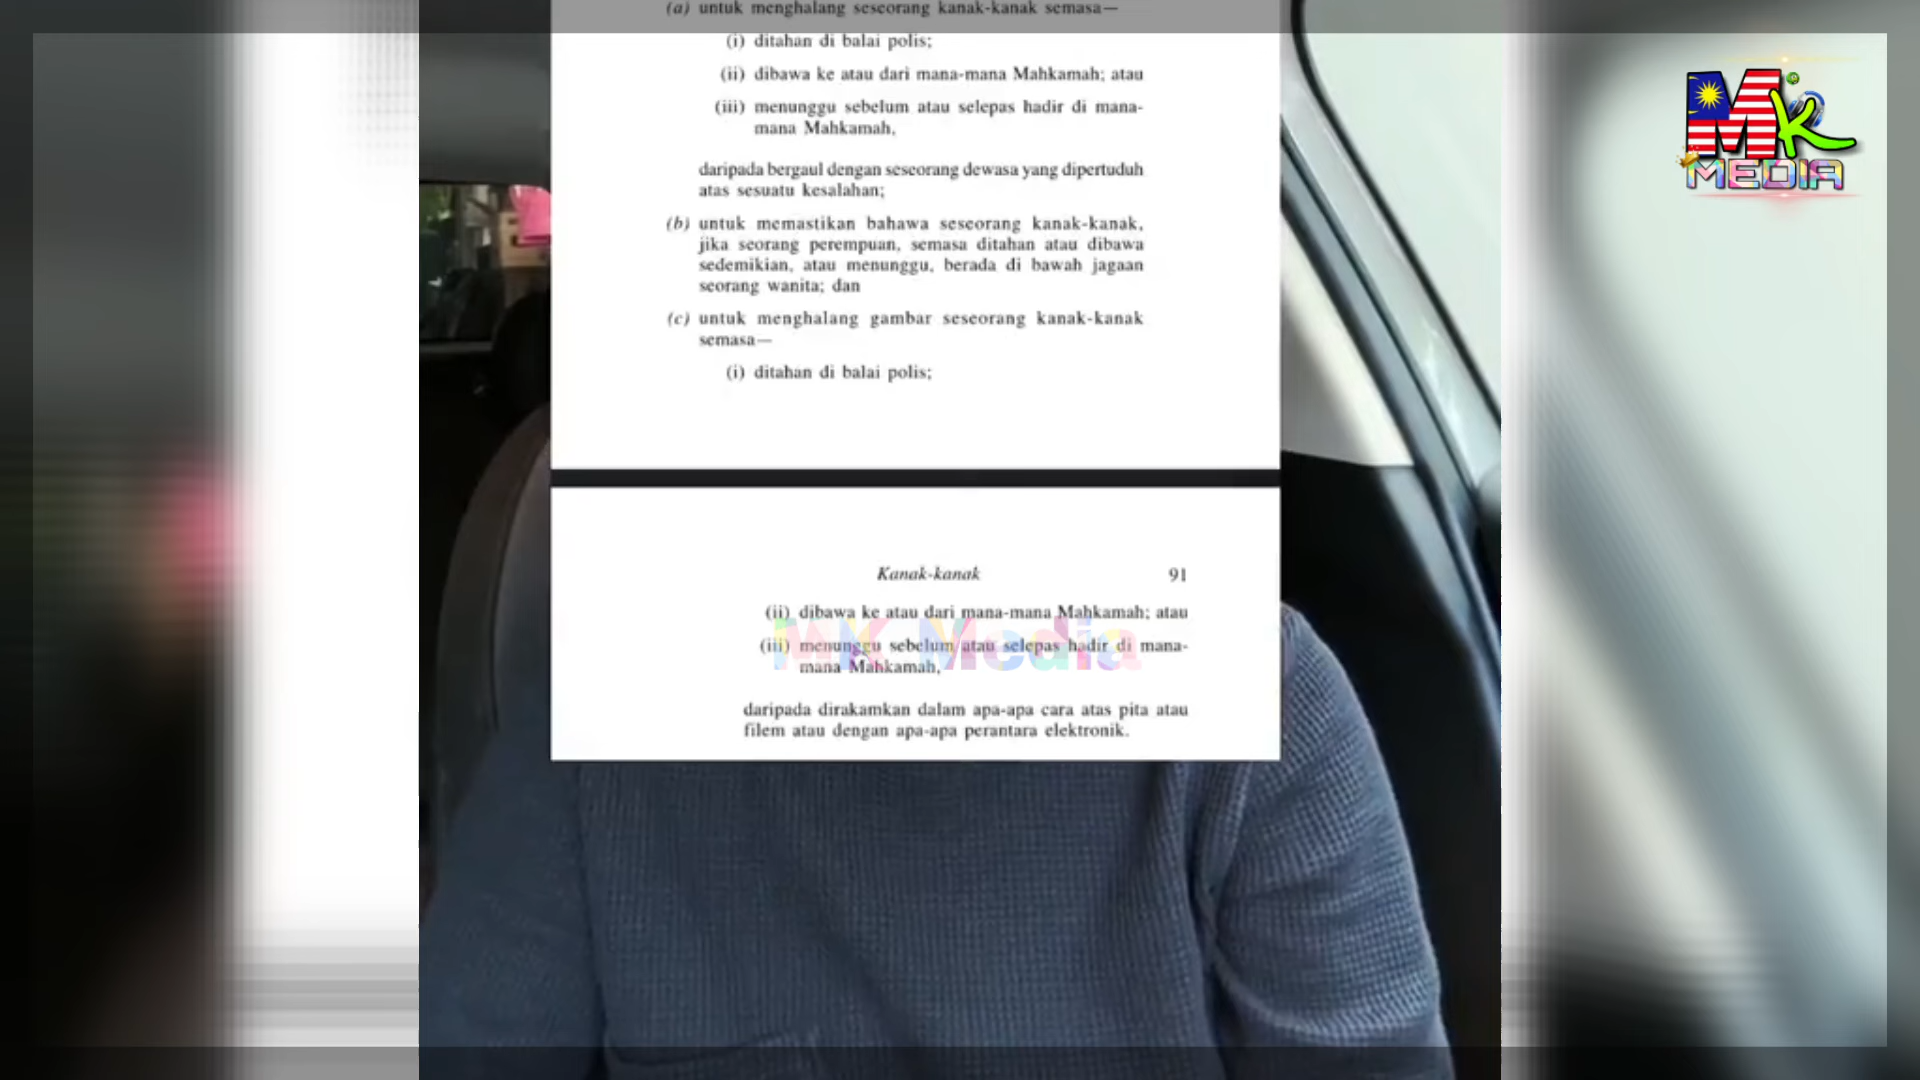 (a) untuk menghalang seseorang kanak-kanak semasa—
(i) ditahan di balai polis;
(ii) dibawa ke atau dari mana-mana Mahkamah; atau
(iii) menunggu sebelum atau selepas hadir di mana-
mana Mahkamah,
daripada bergaul dengan seseorang dewasa yang dipertuduh
atas sesuatu kesalahan;
(b) untuk memastikan bahawa seseorang kanak-kanak,
jika seorang perempuan, semasa ditahan atau dibawa
sedemikian, atau menunggu, berada di bawah jagaan
seorang wanita; dan
(c) untuk menghalang gambar seseorang kanak-kanak
semasa—
(i) ditahan di balai polis;
Kanak-kanak 91
(ii) dibawa ke atau dari mana-mana Mahkamah; atau
(iii) menunggu sebelum atau selepas hadir di mana-
mana Mahkamah,
daripada dirakamkan dalam apa-apa cara atas pita atau
filem atau dengan apa-apa perantara elektronik.
MK Media
MK
MEDIA